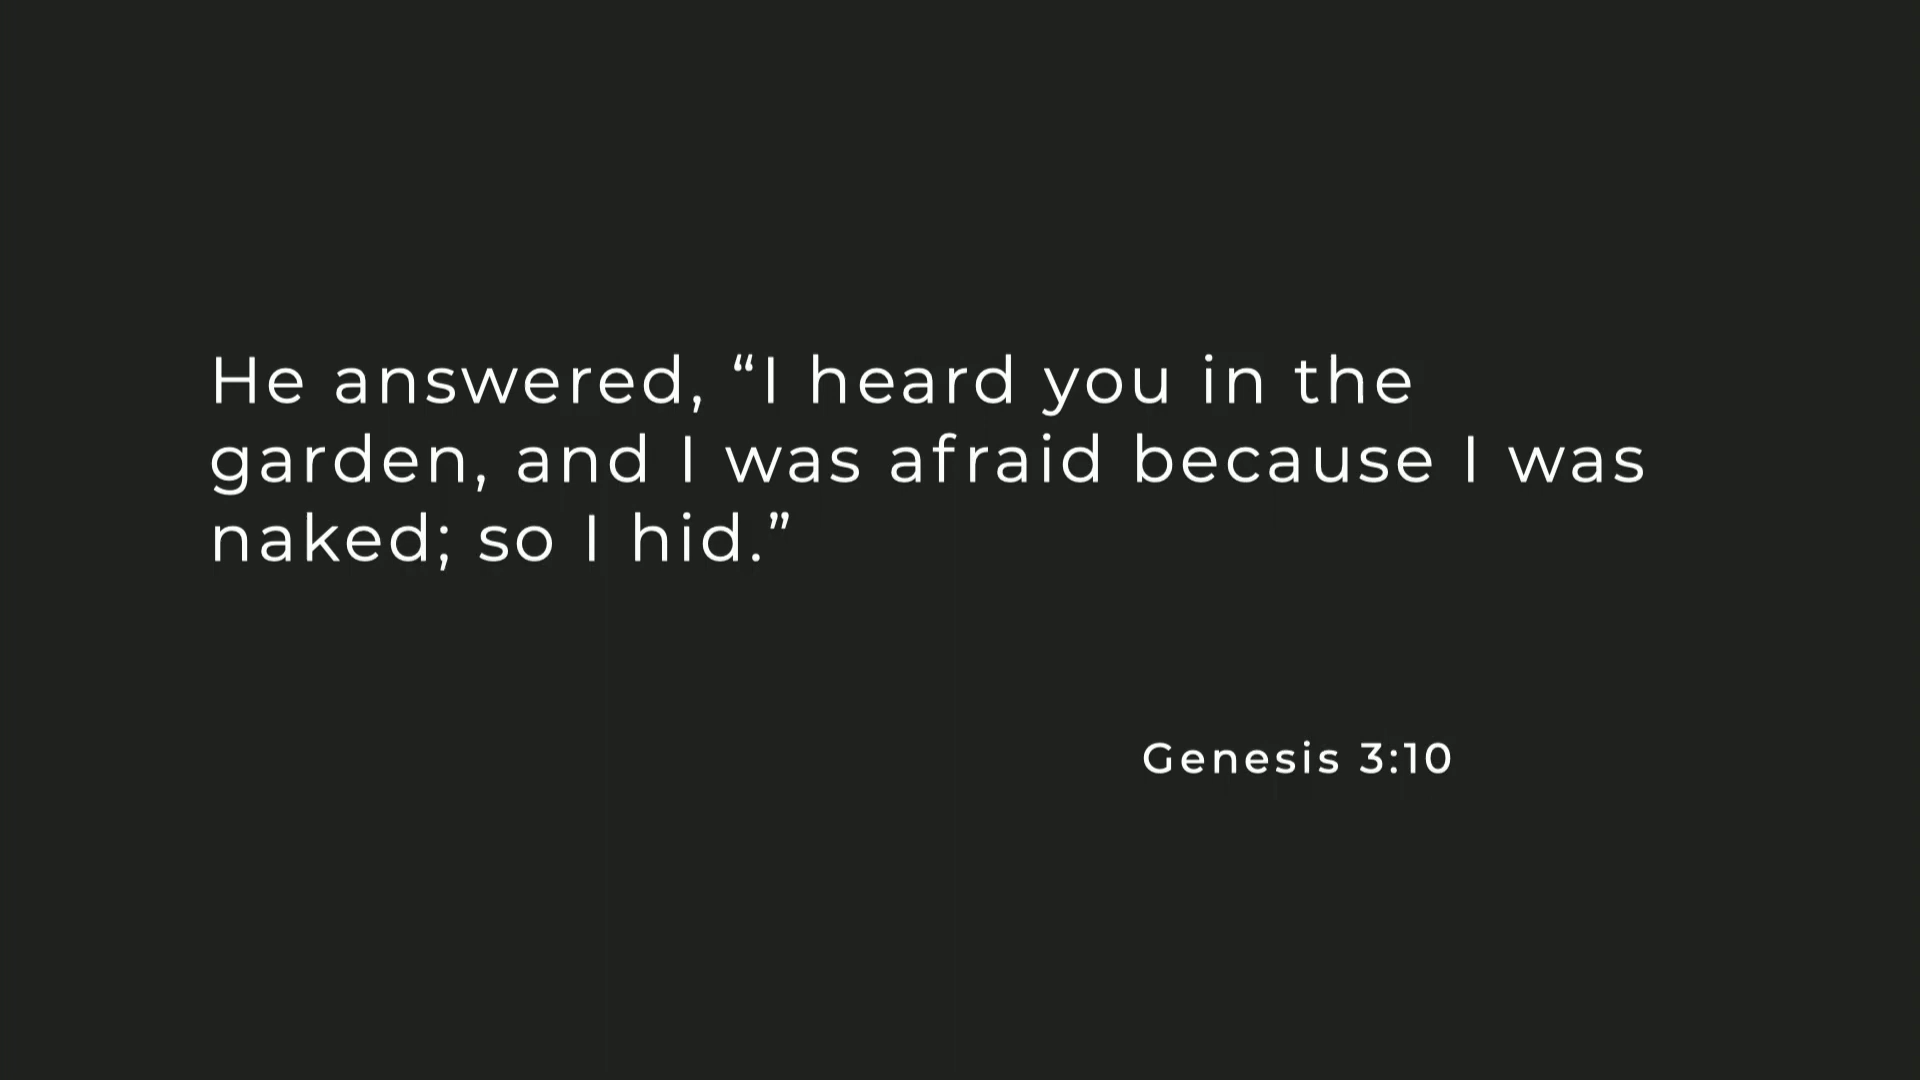 He answered, “I heard you in the
garden, and I was afraid because I was
naked; so I hid.”
Genesis 3:10